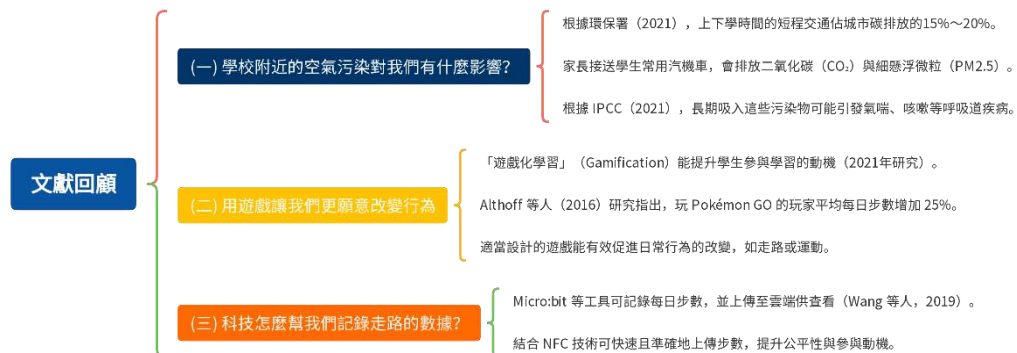 文獻回顧
(一) 學校附近的空氣污染對我們有什麼影響？
根據環保署（2021），上下學時間的短程交通佔城市碳排放的15%～20%。
家長接送學生常用汽機車，會排放二氧化碳（CO₂）與細懸浮微粒（PM2.5）。
根據 IPCC（2021），長期吸入這些污染物可能引發氣喘、咳嗽等呼吸道疾病。
(二) 用遊戲讓我們更願意改變行為
「遊戲化學習」（Gamification）能提升學生參與學習的動機（2021年研究）。
Althoff 等人（2016）研究指出，玩 Pokémon GO 的玩家平均每日步數增加 25%。
適當設計的遊戲能有效促進日常行為的改變，如走路或運動。
(三) 科技怎麼幫我們記錄走路的數據？
Micro:bit 等工具可記錄每日步數，並上傳至雲端供查看（Wang 等人，2019）。
結合 NFC 技術可快速且準確地上傳步數，提升公平性與參與動機。